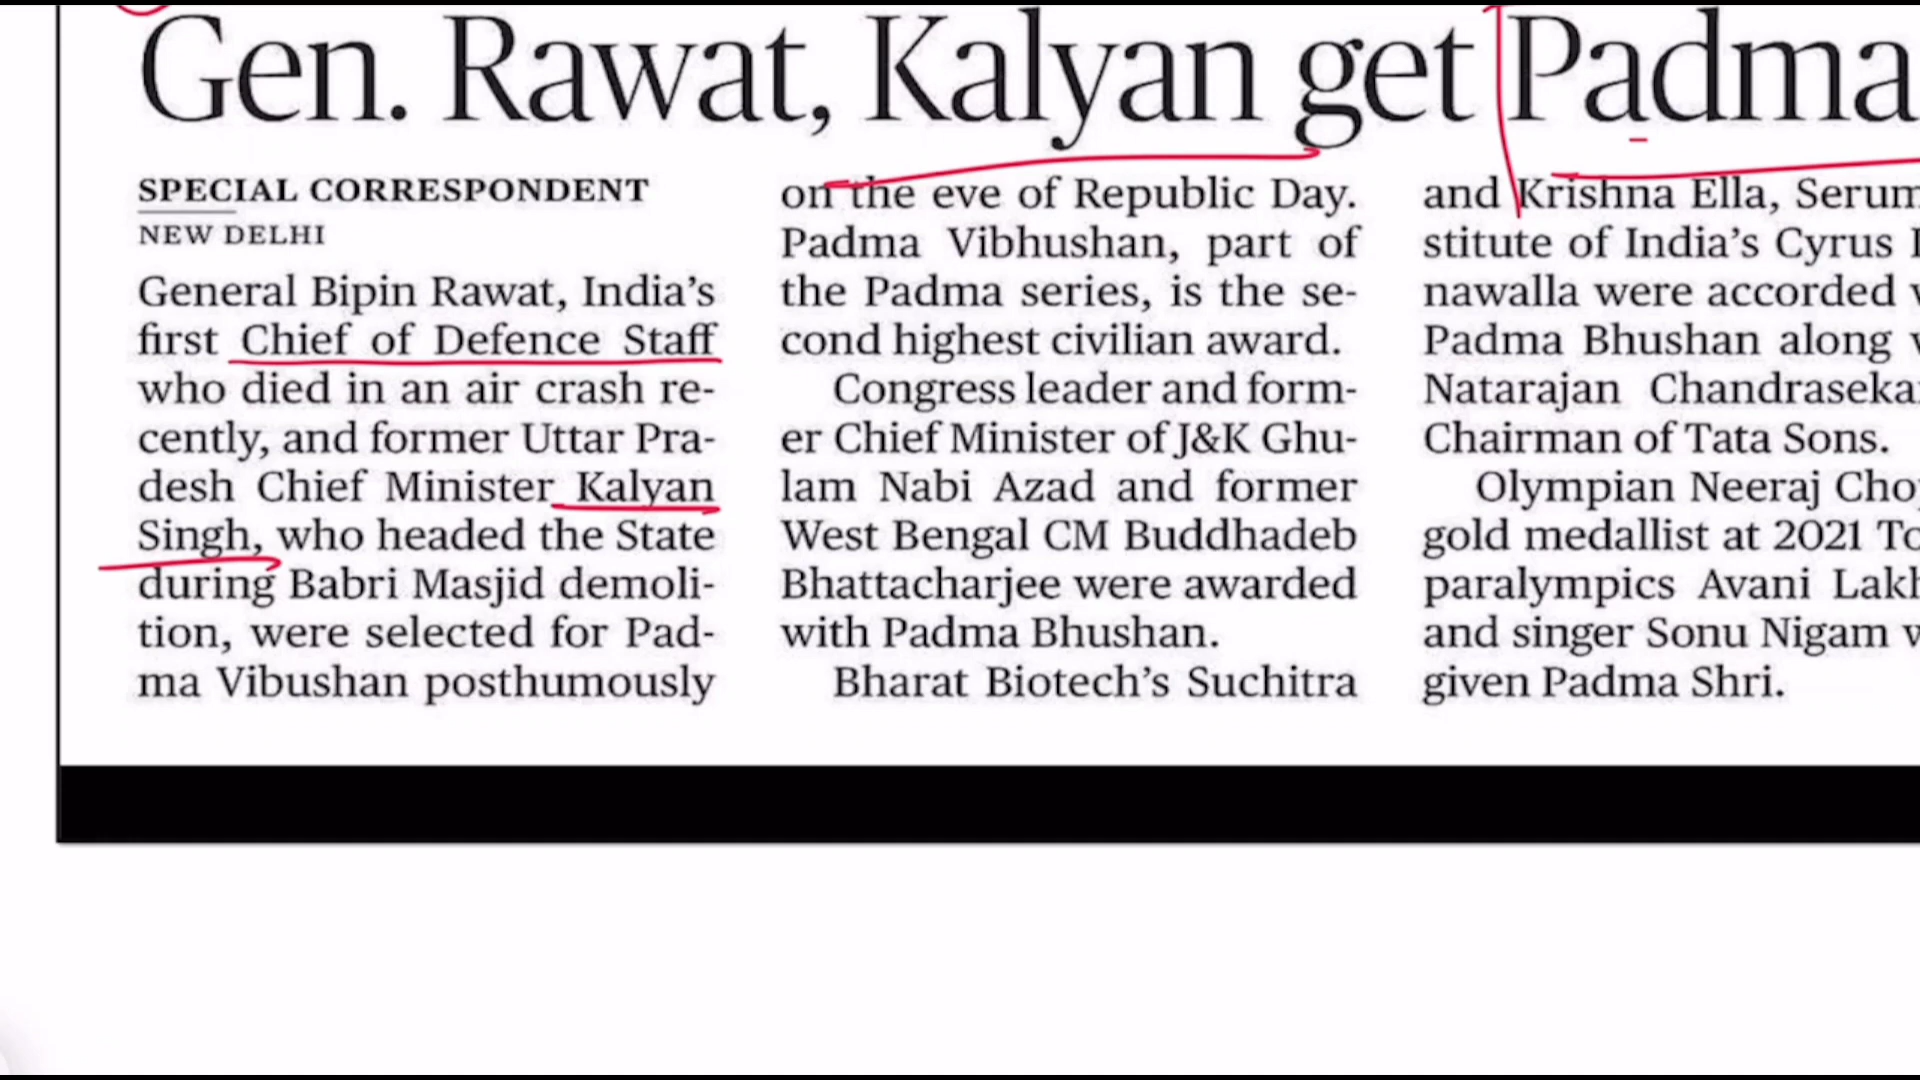 Gen. Rawat, Kalyan get Padma
SPECIAL CORRESPONDENT
NEW DELHI
General Bipin Rawat, India's
first Chief of Defence Staff
who died in an air crash re-
cently, and former Uttar Pra-
desh Chief Minister Kalyan
Singh, who headed the State
during Babri Masjid demoli-
tion, were selected for Pad-
ma Vibushan posthumously
on the eve of Republic Day.
Padma Vibhushan, part of
the Padma series, is the se-
cond highest civilian award.
Congress leader and form-
er Chief Minister of J&K Ghu-
lam Nabi Azad and former
West Bengal CM Buddhadeb
Bhattacharjee were awarded
with Padma Bhushan.
Bharat Biotech's Suchitra
and Krishna Ella, Serum
stitute of India's Cyrus
nawalla were accorded
Padma Bhushan along
Natarajan
Chairman of Tata Sons.
Olympian Neeraj
gold medallist at 2021
paralympics Avani
and singer Sonu Nigam
given Padma Shri.